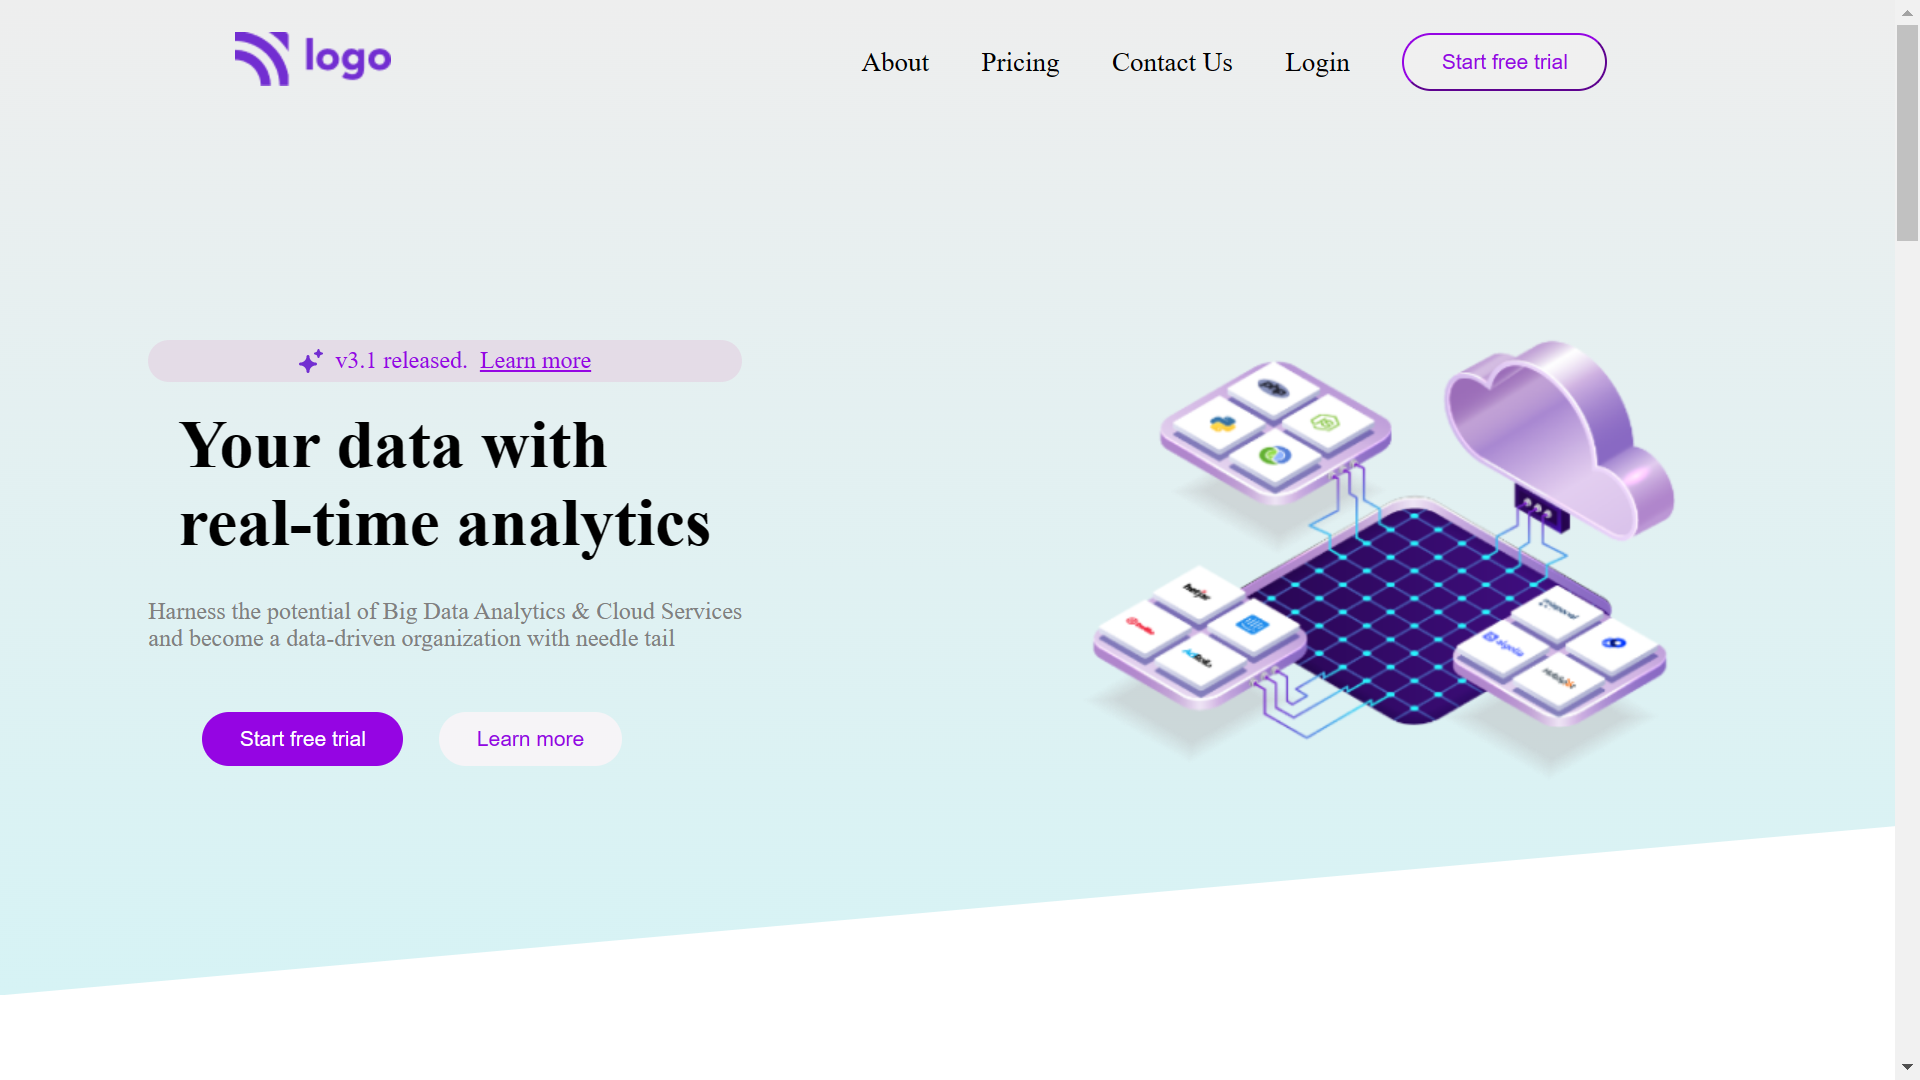 logo
About
Pricing
Contact Us
Login
Start free trial
v3.1 released. Learn more
Your data with
real-time analytics
Harness the potential of Big Data Analytics & Cloud Services
and become a data-driven organization with needle tail
Start free trial
Learn more
php
algolia